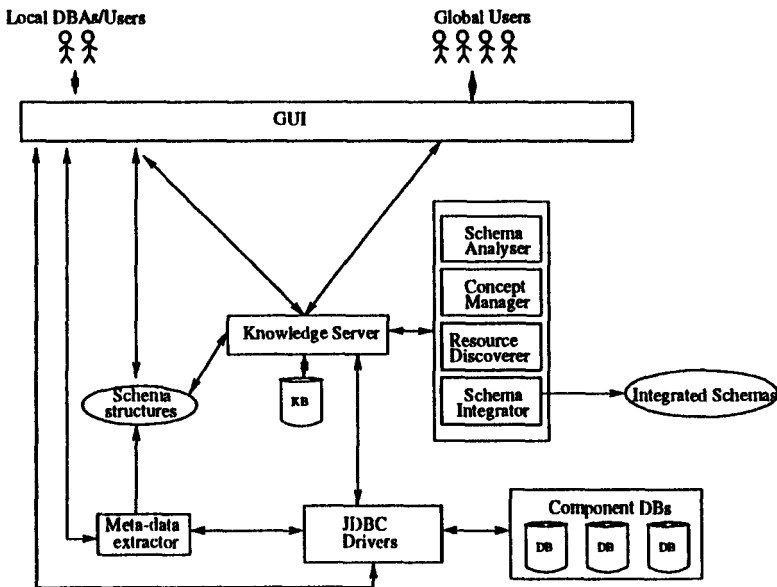 Local DBAs/Users
Global Users
GUI
Schema
Analyser
Concept
Manager
Resource
Discoverer
Schema
Integrator
Knowledge Server
KB
Schema
structures
Integrated Schemas
Meta-data
extractor
JDBC
Drivers
Component DBs
DB
DB
DB